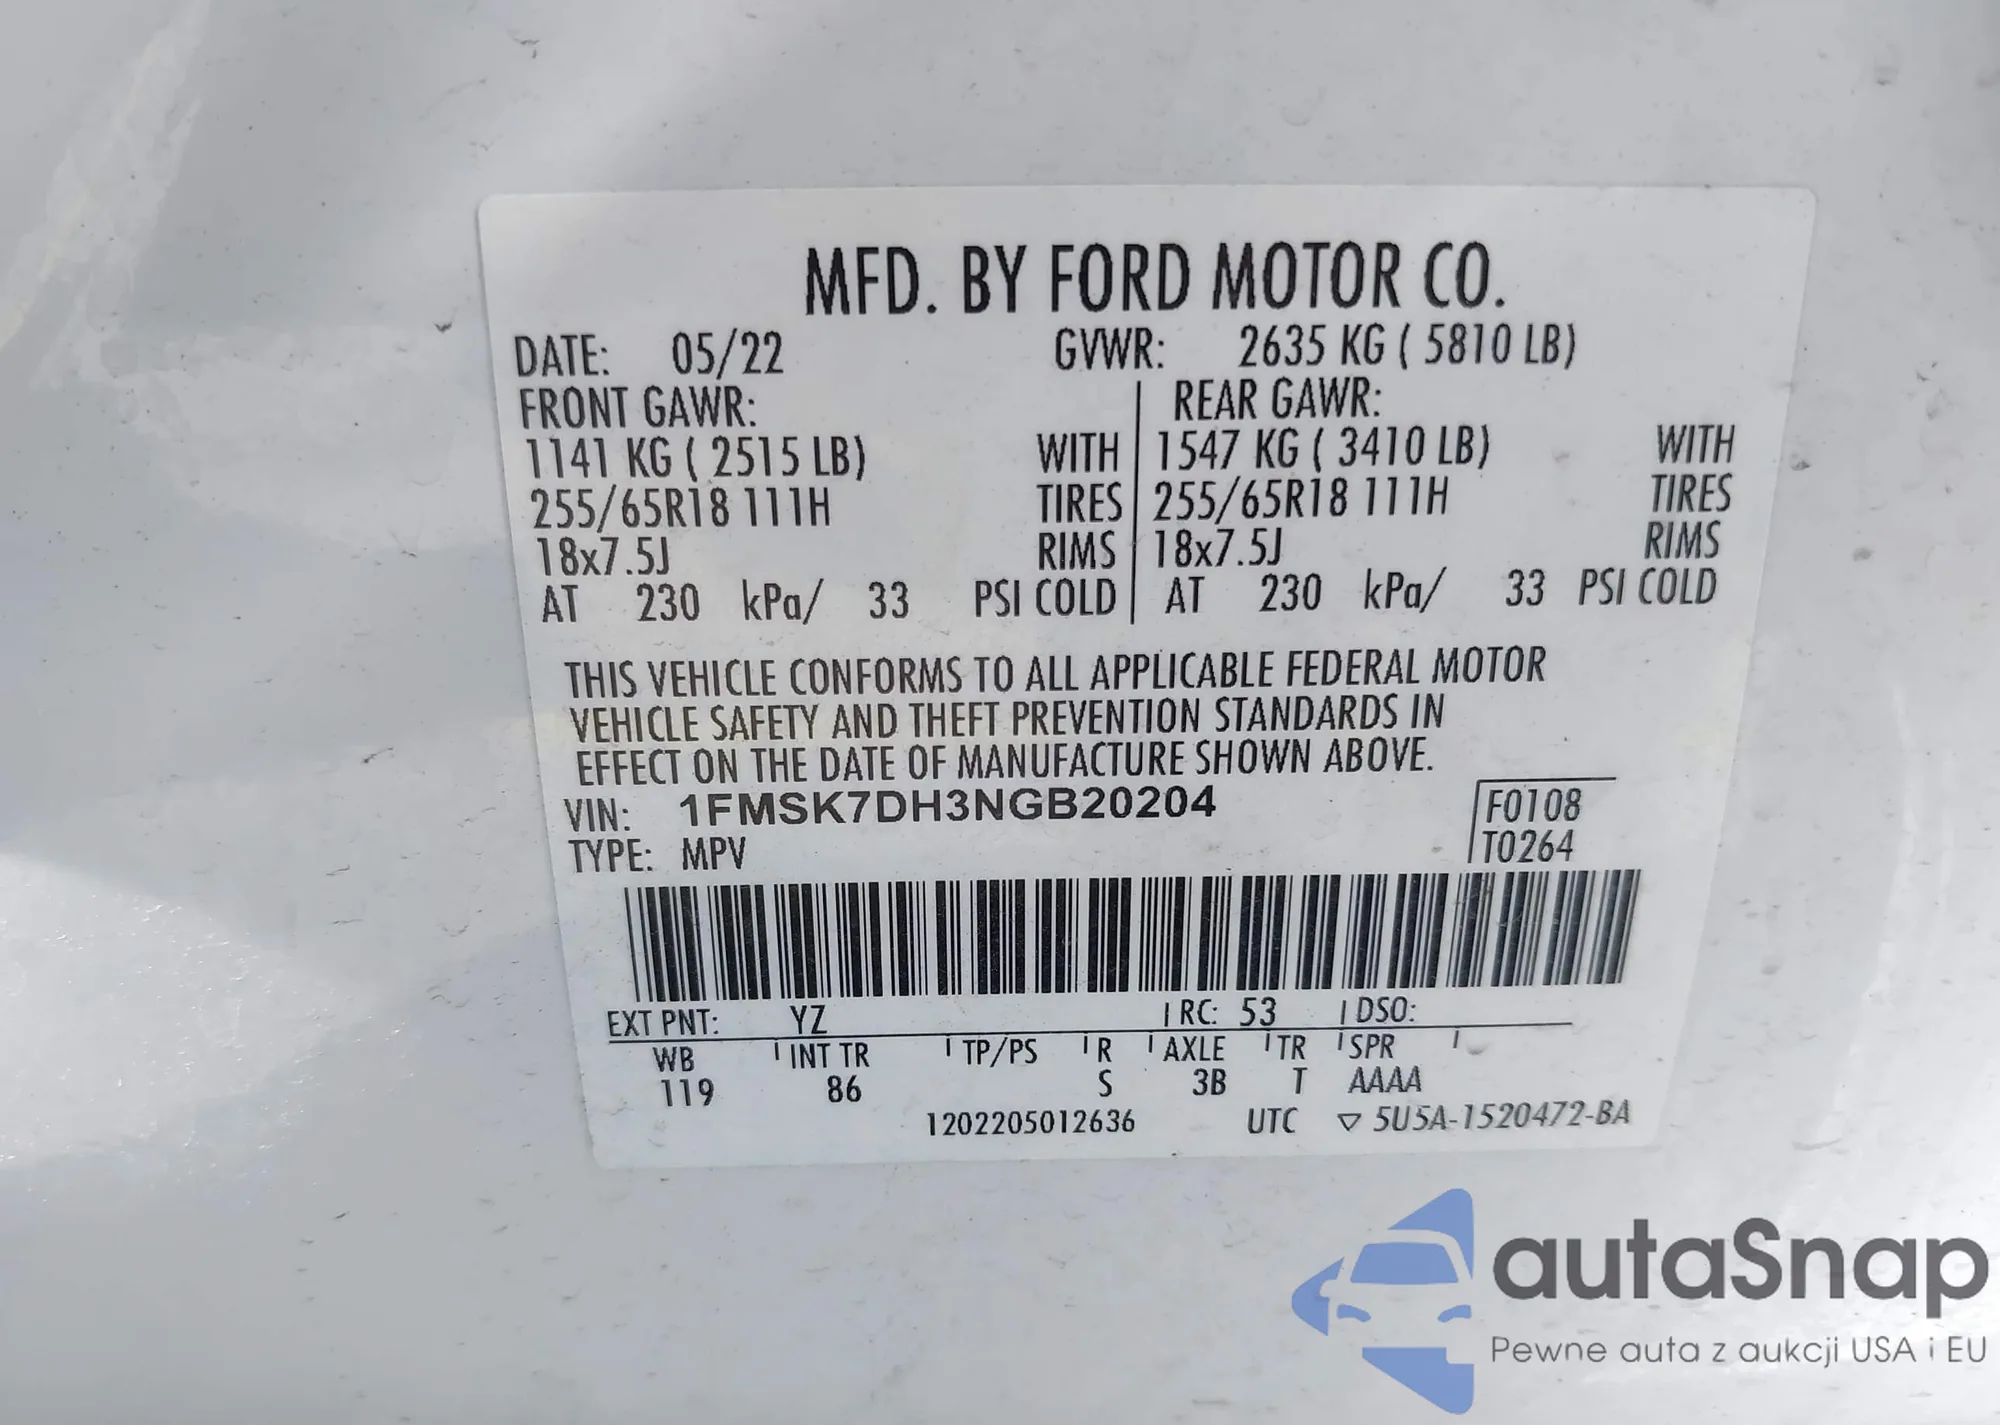 MFD. BY FORD MOTOR CO.
DATE: 05/22 GVWR: 2635 KG ( 5810 LB)
FRONT GAWR: REAR GAWR:
1141 KG ( 2515 LB) WITH 1547 KG ( 3410 LB) WITH
255/65R18 111H TIRES 255/65R18 111H TIRES
18x7.5J RIMS 18x7.5J RIMS
AT 230 kPa/ 33 PSI COLD AT 230 kPa/ 33 PSI COLD
THIS VEHICLE CONFORMS TO ALL APPLICABLE FEDERAL MOTOR
VEHICLE SAFETY AND THEFT PREVENTION STANDARDS IN
EFFECT ON THE DATE OF MANUFACTURE SHOWN ABOVE.
VIN: 1FMSK7DH3NGB20204 F0108
TYPE: MPV T0264
EXT PNT: YZ RC: 53 DSO:
WB INT TR TP/PS R AXLE TR SPR
119 86 S 3B T AAAA
1202205012636 UTC ▽ 5U5A-1520472-BA
autaSnap
Pewne auta z aukcji USA i EU